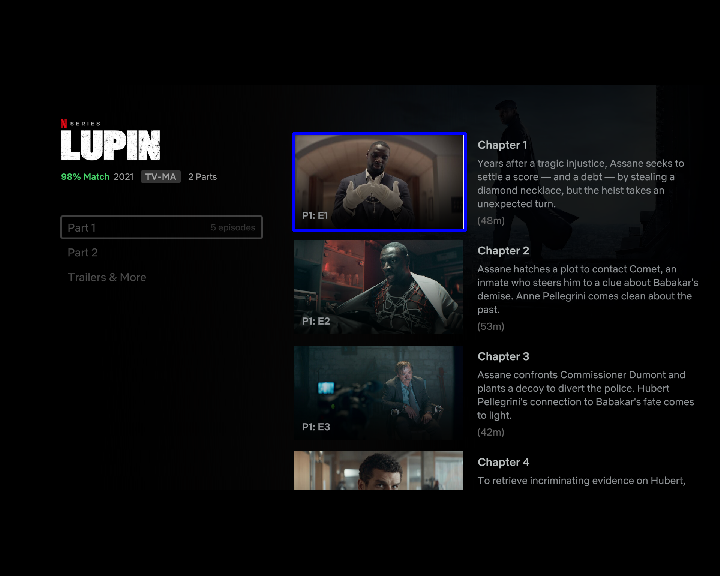 N SERIES
LUPIN
98% Match 2021 TV-MA 2 Parts
Part 1 5 episodes
Part 2
Trailers & More
P1: E1
Chapter 1
Years after a tragic injustice, Assane seeks to
settle a score — and a debt — by stealing a
diamond necklace, but the heist takes an
unexpected turn.
(48m)
P1: E2
Chapter 2
Assane hatches a plot to contact Comet, an
inmate who steers him to a clue about Babakar's
demise. Anne Pellegrini comes clean about the
past.
(53m)
P1: E3
Chapter 3
Assane confronts Commissioner Dumont and
plants a decoy to divert the police. Hubert
Pellegrini's connection to Babakar's fate comes
to light.
(42m)
Chapter 4
To retrieve incriminating evidence on Hubert,